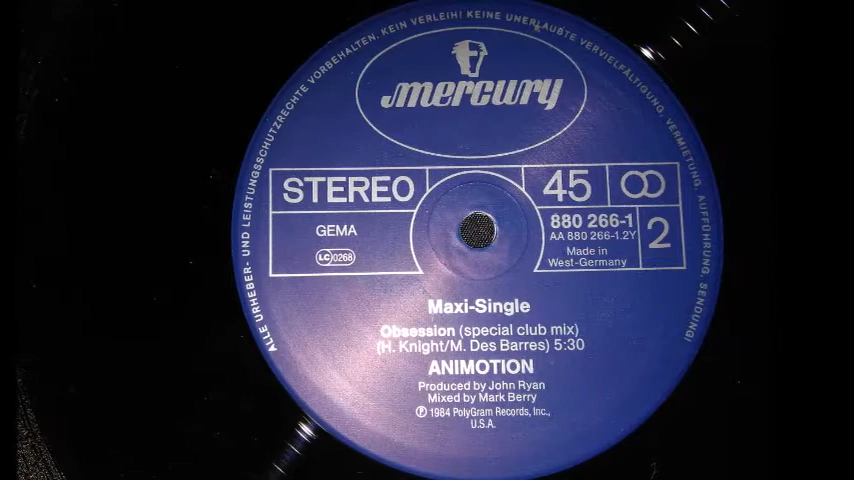 ALLE URHEBER- UND LEISTUNGSSCHUTZRECHTE VORBEHALTEN. KEIN VERLEIH! KEINE UNERLAUBTE VERVIELFÄLTIGUNG, VERMIETUNG, AUFFÜHRUNG, SENDUNG!
mercury
STEREO
45
GEMA
880 266-1
AA 880 266-1.2Y
2
LC 0268
Made in
West-Germany
Maxi-Single
Obsession (special club mix)
(H. Knight/M. Des Barres) 5:30
ANIMOTION
Produced by John Ryan
Mixed by Mark Berry
℗ 1984 PolyGram Records, Inc.,
U.S.A.